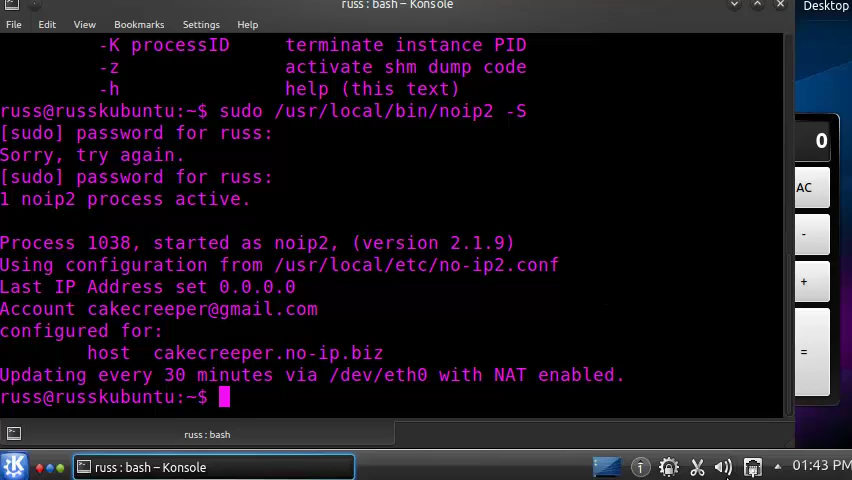 russ : bash – Konsole
Desktop
File Edit View Bookmarks Settings Help
-K processID terminate instance PID
-z activate shm dump code
-h help (this text)
russ@russkubuntu:~$ sudo /usr/local/bin/noip2 -S
[sudo] password for russ:
Sorry, try again.
[sudo] password for russ:
1 noip2 process active.
Process 1038, started as noip2, (version 2.1.9)
Using configuration from /usr/local/etc/no-ip2.conf
Last IP Address set 0.0.0.0
Account cakecreeper@gmail.com
configured for:
host cakecreeper.no-ip.biz
Updating every 30 minutes via /dev/eth0 with NAT enabled.
russ@russkubuntu:~$
0
AC
-
+
=
russ : bash
russ : bash – Konsole
01:43 PM